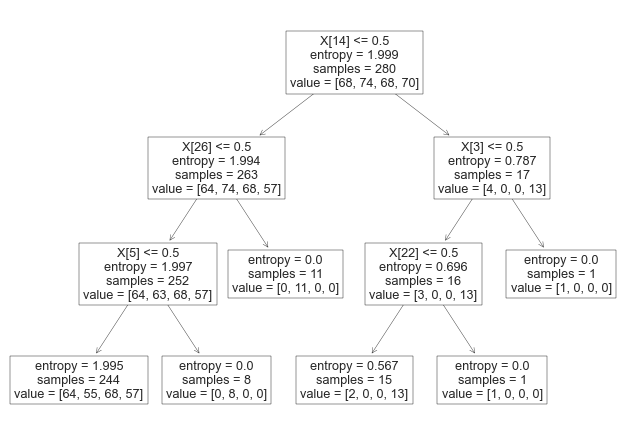 X[14] <= 0.5
entropy = 1.999
samples = 280
value = [68, 74, 68, 70]
X[26] <= 0.5
entropy = 1.994
samples = 263
value = [64, 74, 68, 57]
X[3] <= 0.5
entropy = 0.787
samples = 17
value = [4, 0, 0, 13]
X[5] <= 0.5
entropy = 1.997
samples = 252
value = [64, 63, 68, 57]
entropy = 0.0
samples = 11
value = [0, 11, 0, 0]
X[22] <= 0.5
entropy = 0.696
samples = 16
value = [3, 0, 0, 13]
entropy = 0.0
samples = 1
value = [1, 0, 0, 0]
entropy = 1.995
samples = 244
value = [64, 55, 68, 57]
entropy = 0.0
samples = 8
value = [0, 8, 0, 0]
entropy = 0.567
samples = 15
value = [2, 0, 0, 13]
entropy = 0.0
samples = 1
value = [1, 0, 0, 0]